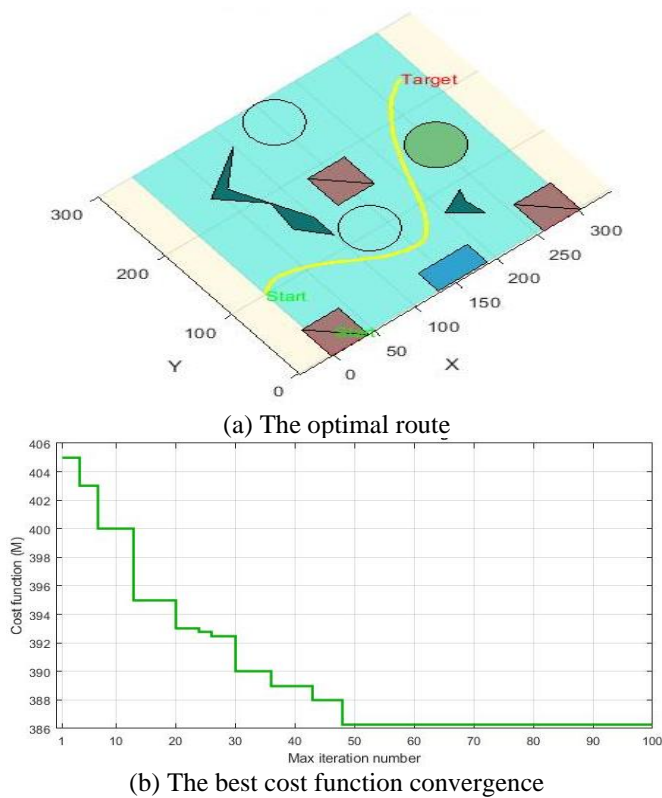 Target
Start
Start
300
200
100
0
Y
0
50
100
150
200
250
300
X
(a) The optimal route
406
404
402
400
398
396
394
392
390
388
386
Cost function (M)
1 10 20 30 40 50 60 70 80 90 100
Max iteration number
(b) The best cost function convergence